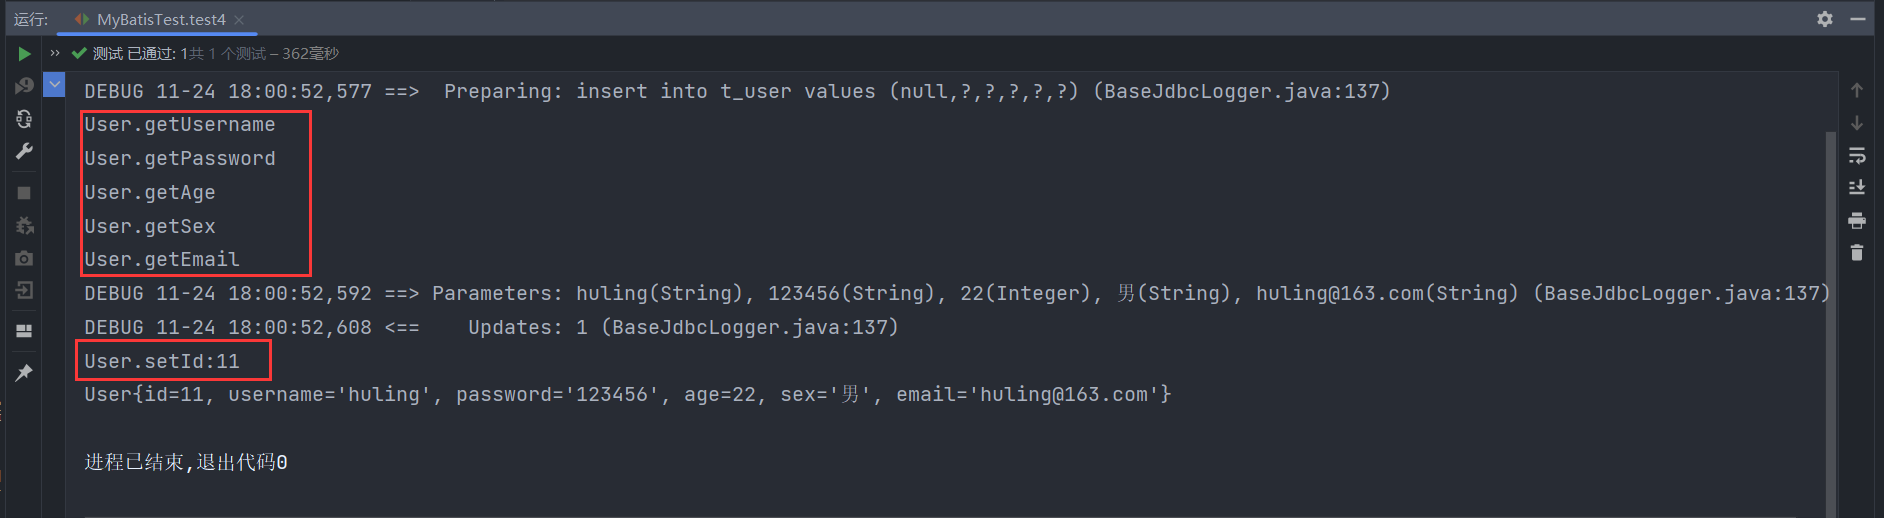 运行: MyBatisTest.test4
测试 已通过: 1共 1 个测试 – 362毫秒
DEBUG 11-24 18:00:52,577 ==>  Preparing: insert into t_user values (null,?,?,?,?,?) (BaseJdbcLogger.java:137)
User.getUsername
User.getPassword
User.getAge
User.getSex
User.getEmail
DEBUG 11-24 18:00:52,592 ==> Parameters: huling(String), 123456(String), 22(Integer), 男(String), huling@163.com(String) (BaseJdbcLogger.java:137)
DEBUG 11-24 18:00:52,608 <==    Updates: 1 (BaseJdbcLogger.java:137)
User.setId:11
User{id=11, username='huling', password='123456', age=22, sex='男', email='huling@163.com'}
进程已结束,退出代码0